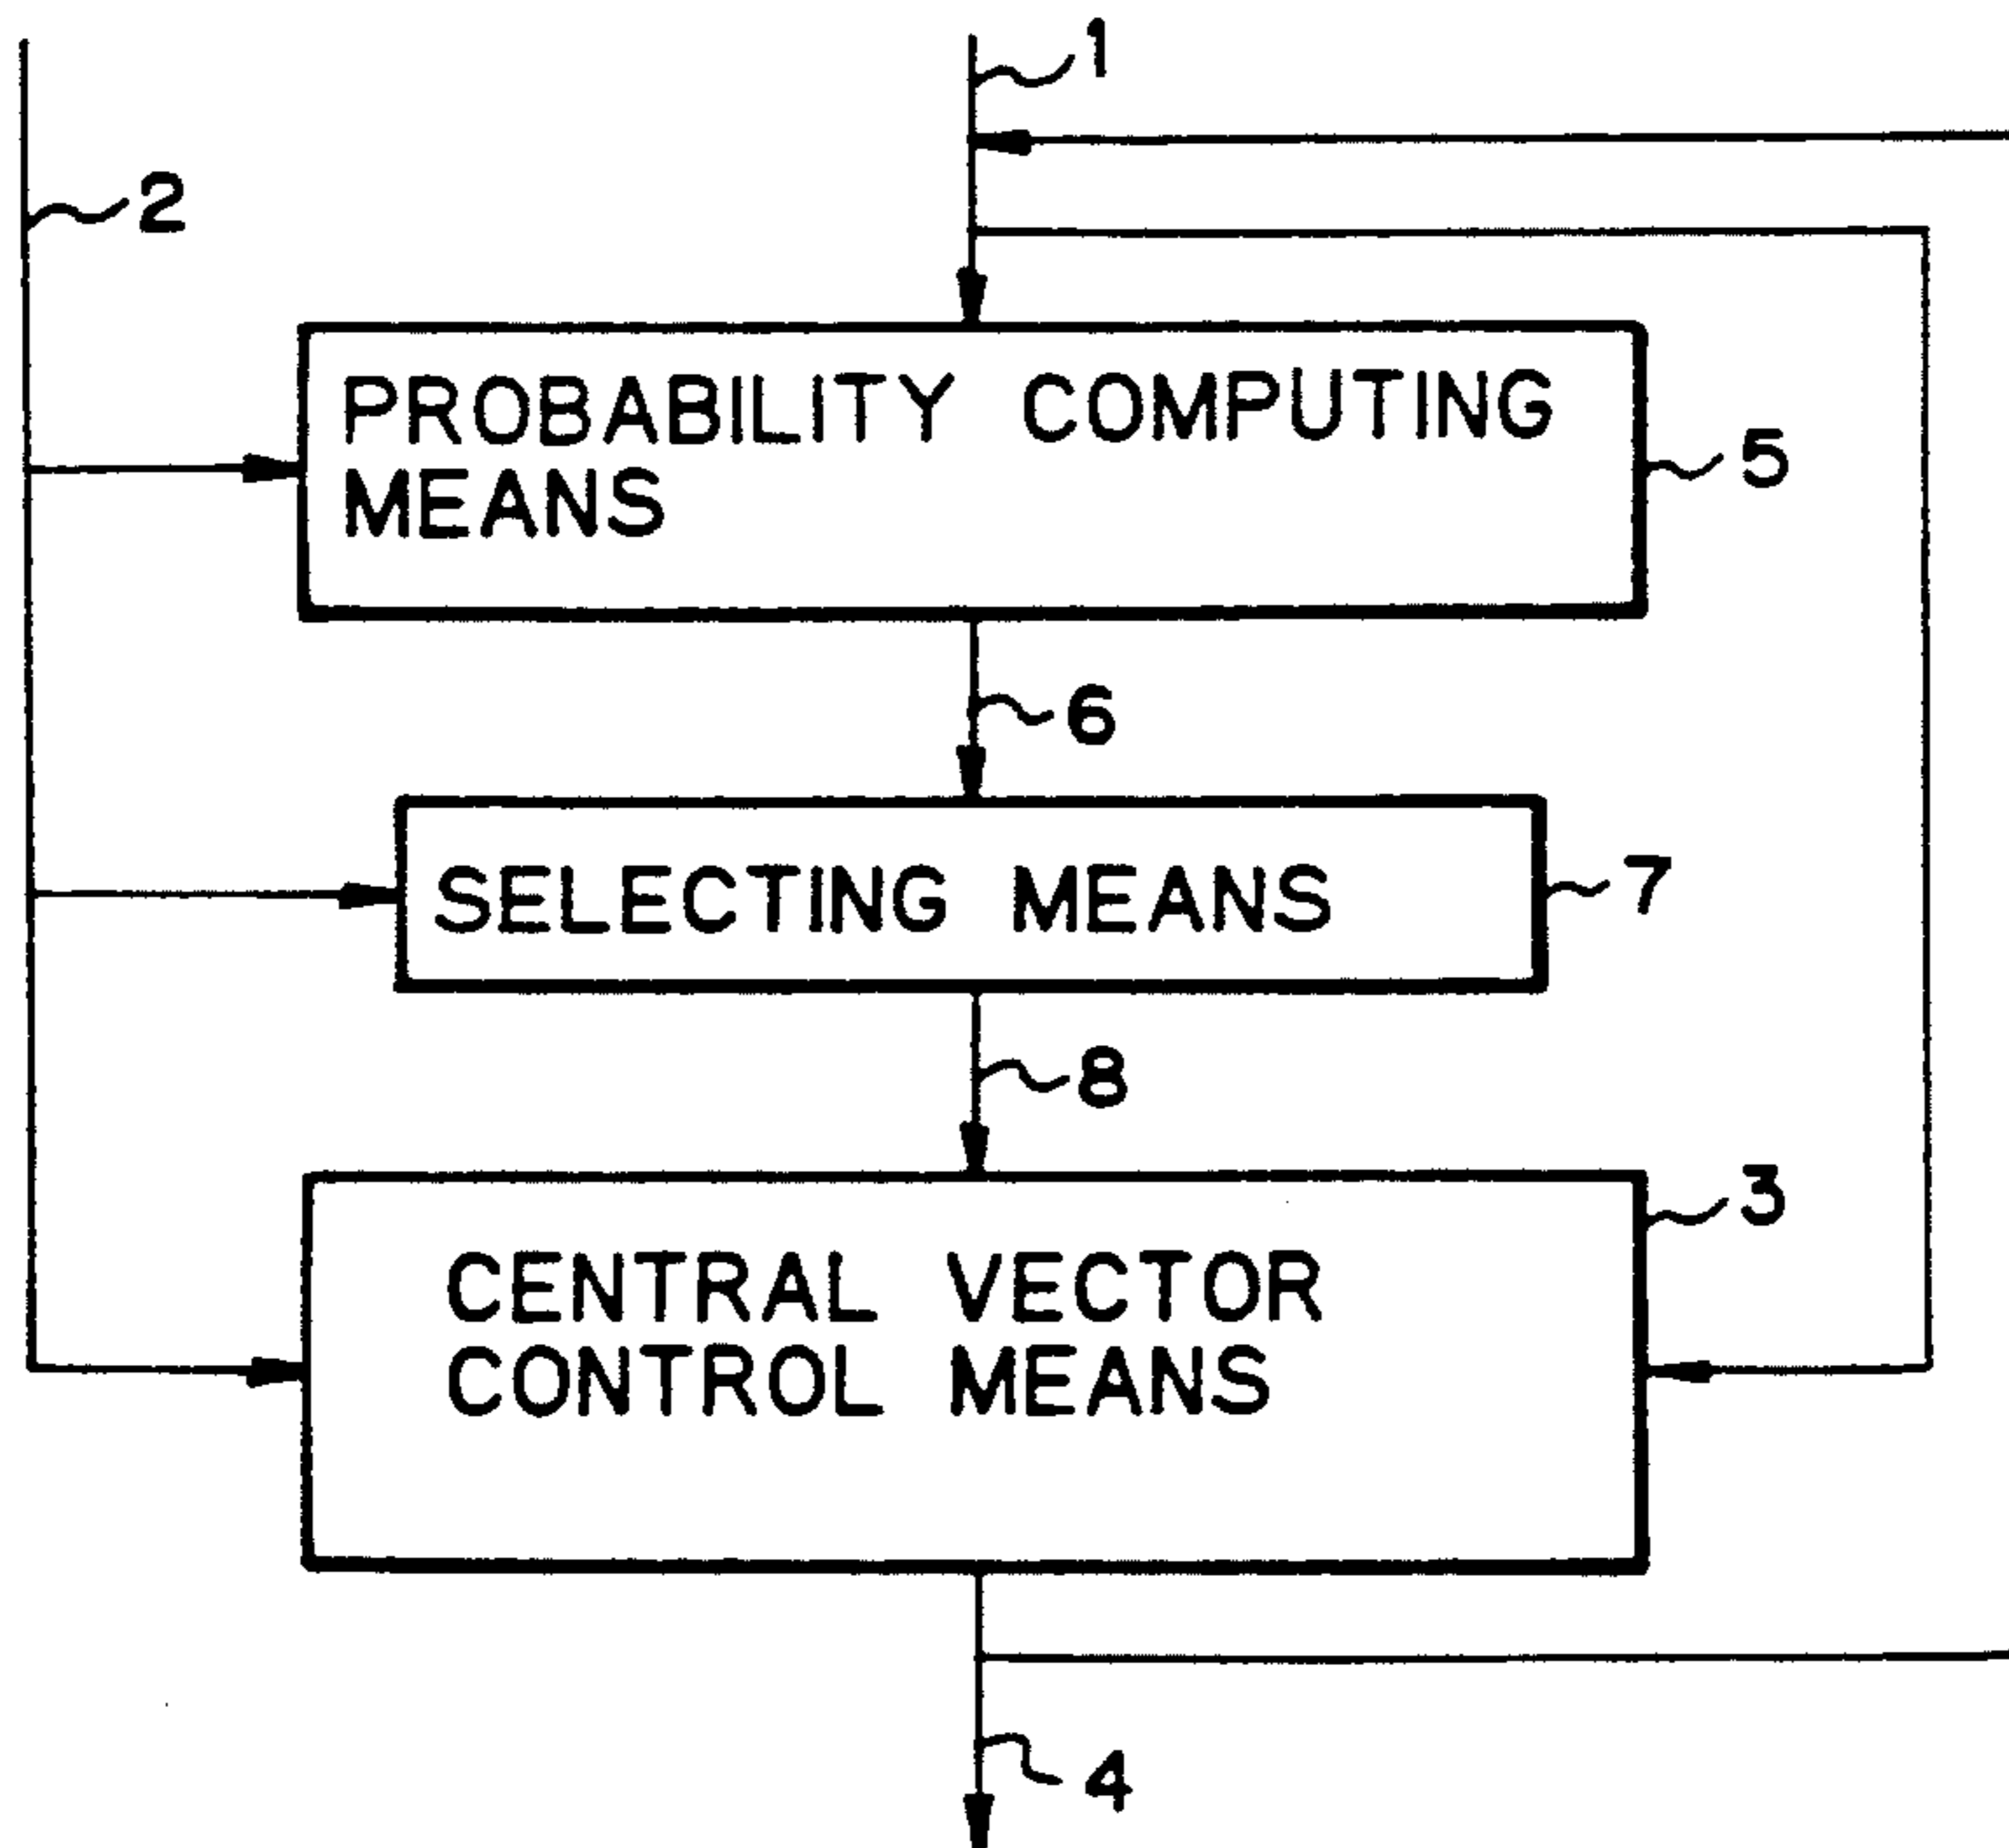 1
2
PROBABILITY COMPUTING
MEANS
5
6
SELECTING MEANS
7
8
3
CENTRAL VECTOR
CONTROL MEANS
4